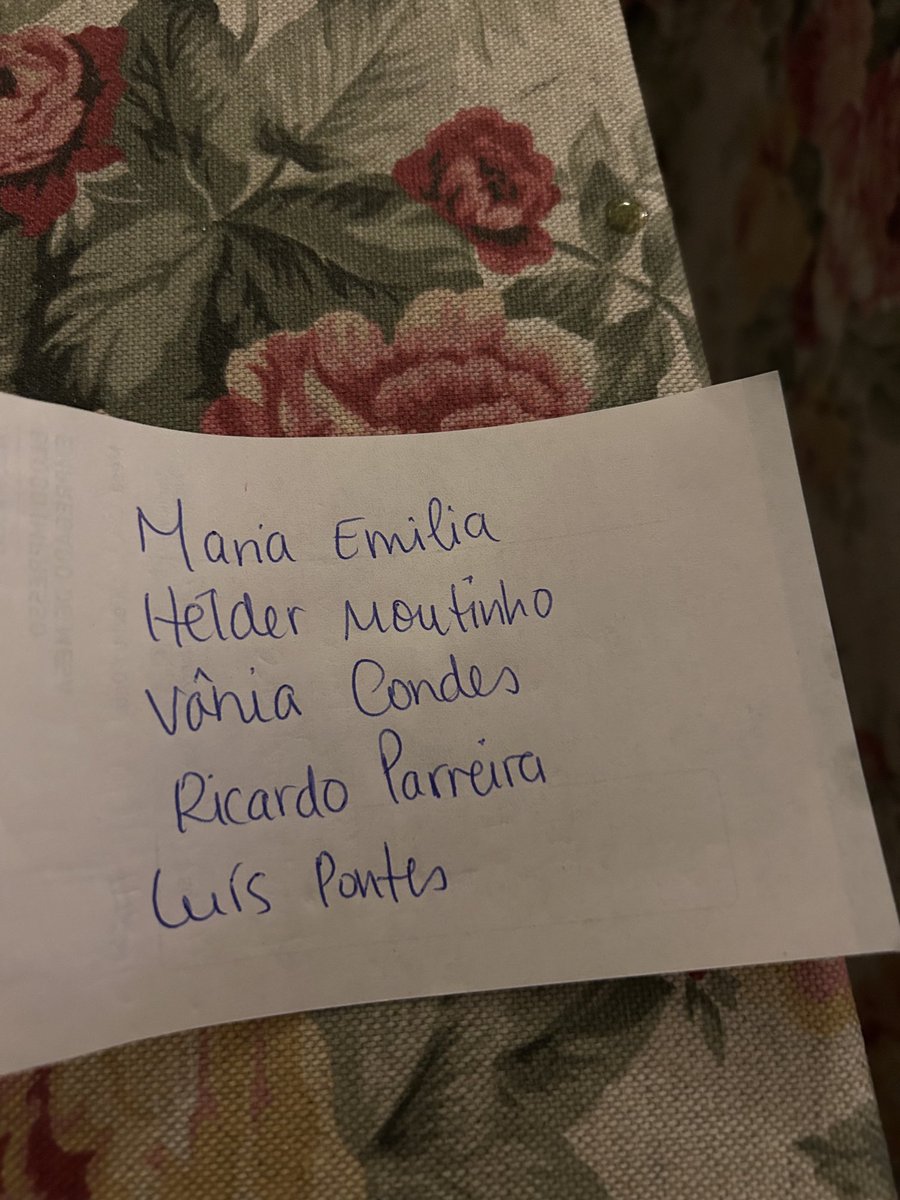 Maria Emilia
Hélder Moutinho
Vânia Condes
Ricardo Parreira
Luís Pontes